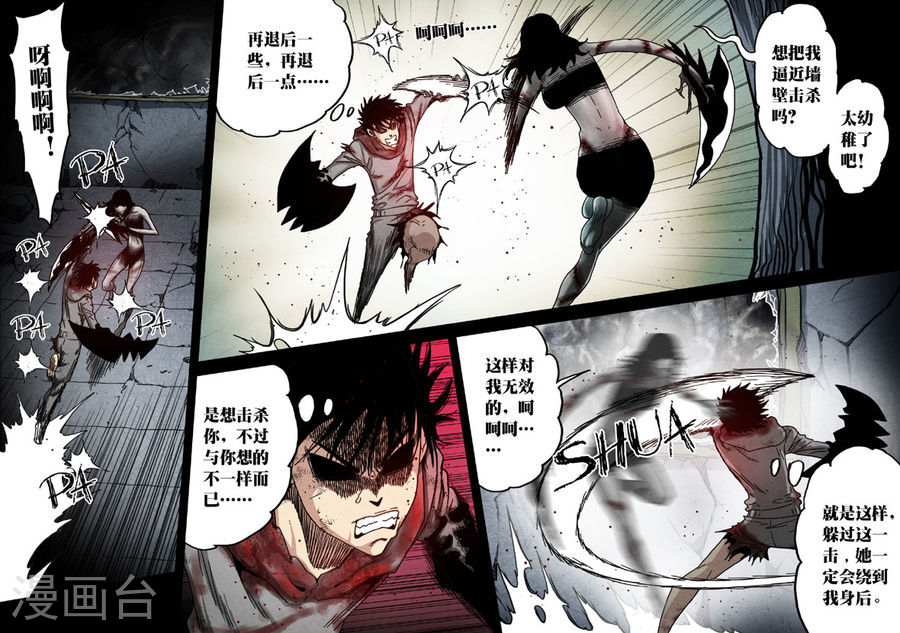 呀啊啊啊！
PA
PA
PA
PA
PA
再退后一
些，再退
后一点……
PA
呵呵呵……
PA
PA
想把我
逼近墙
壁击杀
吗？
太幼
稚了
吧！
是想击杀
你，不过
与你想的
不一样而
已……
这样对
我无效
的，呵
呵呵……
SHUA
就是这样，
躲过这一
击，她一
定会绕到
我身后。
漫画台